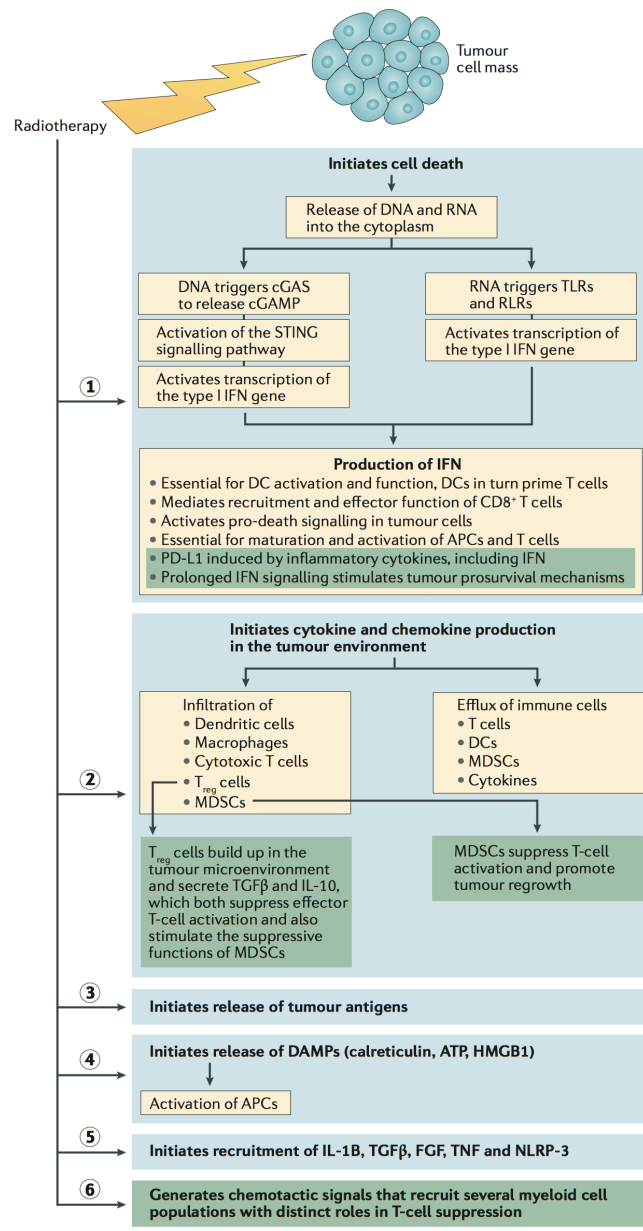 Tumour
cell mass
Radiotherapy
Initiates cell death
Release of DNA and RNA
into the cytoplasm
DNA triggers cGAS
to release cGAMP
RNA triggers TLRs
and RLRs
Activation of the STING
signalling pathway
Activates transcription of
the type I IFN gene
Activates transcription of
the type I IFN gene
1
Production of IFN
• Essential for DC activation and function, DCs in turn prime T cells
• Mediates recruitment and effector function of CD8⁺ T cells
• Activates pro-death signalling in tumour cells
• Essential for maturation and activation of APCs and T cells
• PD-L1 induced by inflammatory cytokines, including IFN
• Prolonged IFN signalling stimulates tumour prosurvival mechanisms
Initiates cytokine and chemokine production
in the tumour environment
Infiltration of
• Dendritic cells
• Macrophages
• Cytotoxic T cells
• Treg cells
• MDSCs
Efflux of immune cells
• T cells
• DCs
• MDSCs
• Cytokines
2
Treg cells build up in the
tumour microenvironment
and secrete TGFβ and IL-10,
which both suppress effector
T-cell activation and also
stimulate the suppressive
functions of MDSCs
MDSCs suppress T-cell
activation and promote
tumour regrowth
3
Initiates release of tumour antigens
4
Initiates release of DAMPs (calreticulin, ATP, HMGB1)
Activation of APCs
5
Initiates recruitment of IL-1B, TGFβ, FGF, TNF and NLRP-3
6
Generates chemotactic signals that recruit several myeloid cell
populations with distinct roles in T-cell suppression